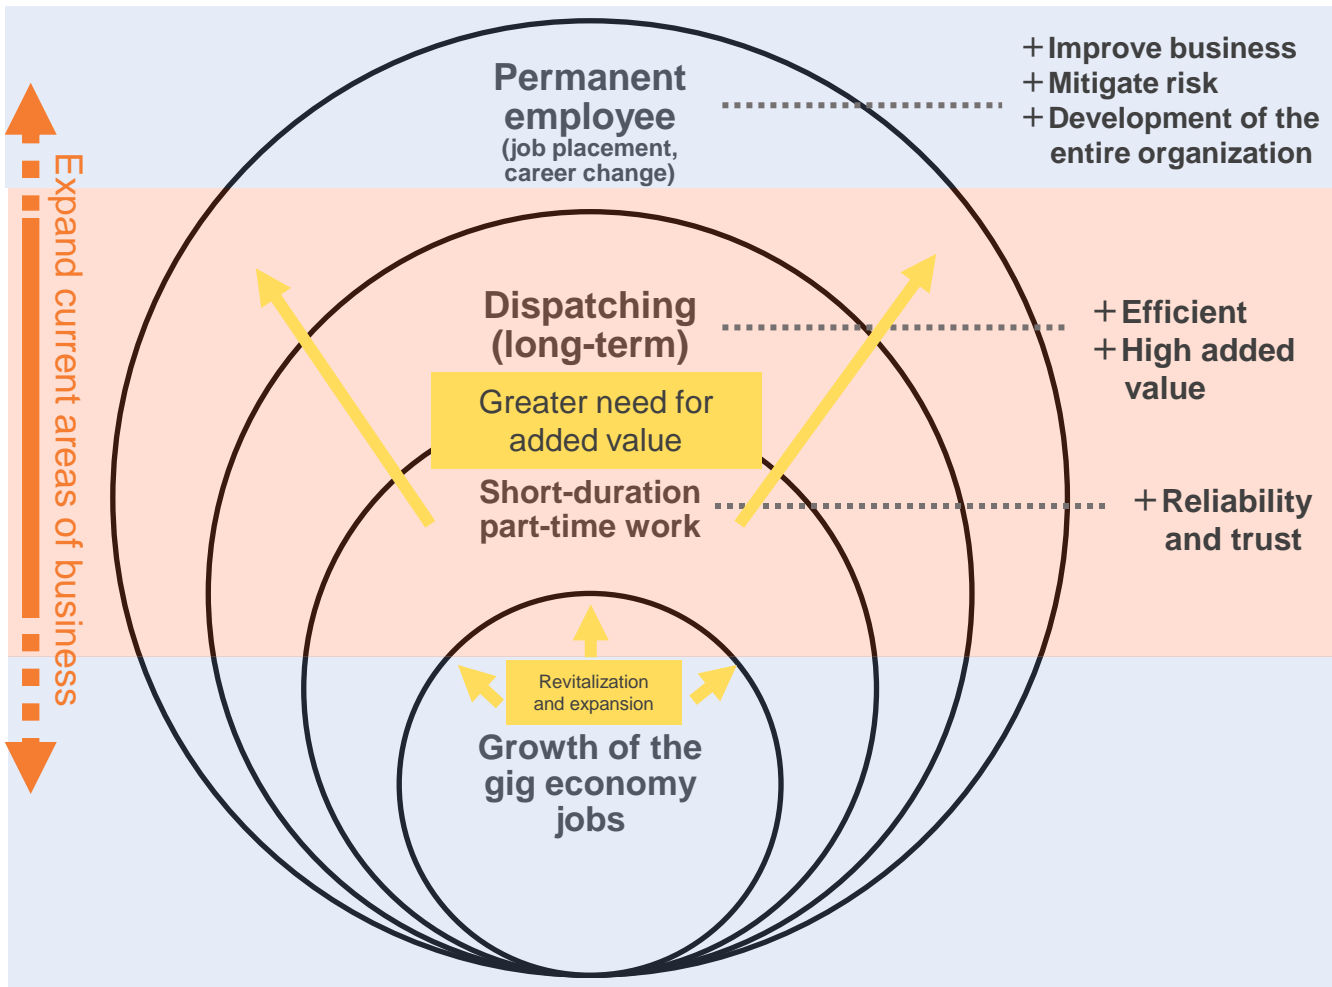 Permanent
employee
(job placement,
career change)
＋Improve business
＋Mitigate risk
＋Development of the
entire organization
Expand current areas of business
Dispatching
(long-term)
＋Efficient
＋High added
value
Greater need for
added value
Short-duration
part-time work
＋Reliability
and trust
Revitalization
and expansion
Growth of the
gig economy
jobs